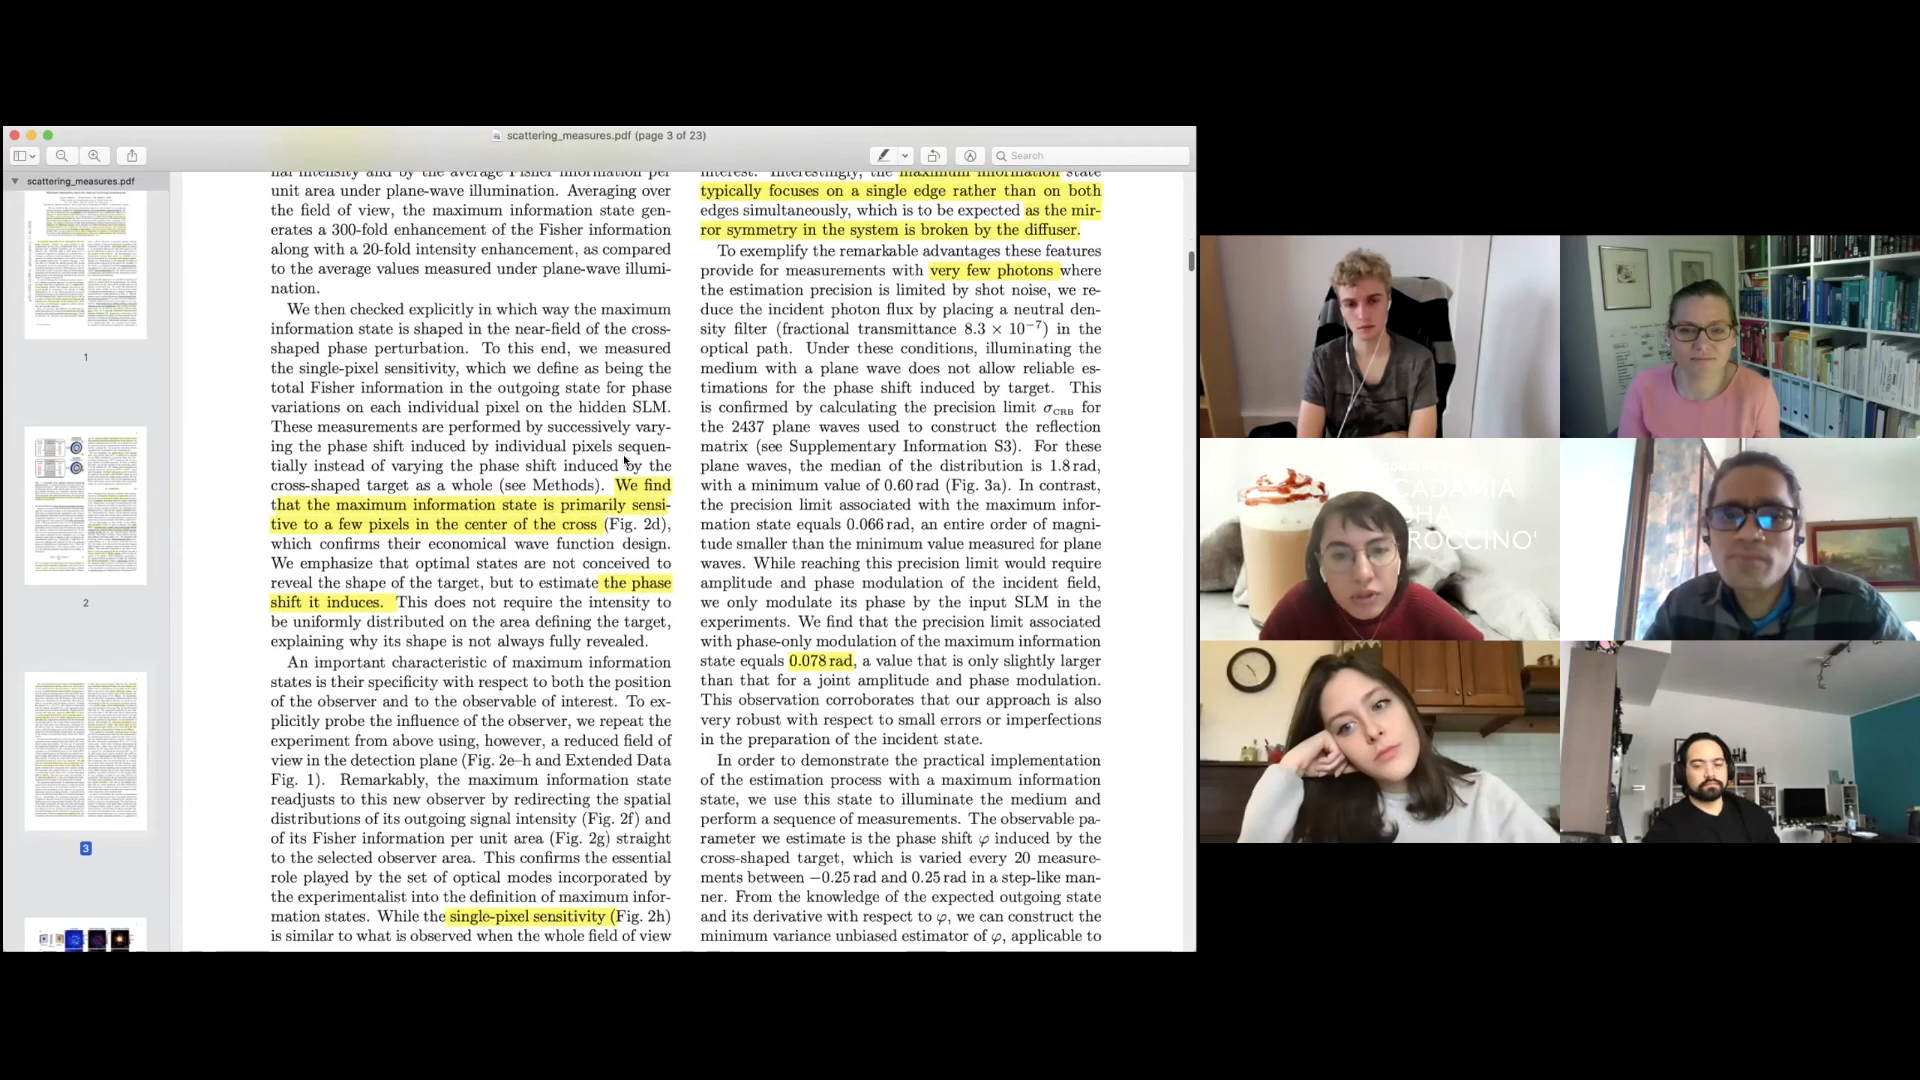 scattering_measures.pdf (page 3 of 23)
Search
scattering_measures.pdf
1
2
3
nal intensity and by the average Fisher information per
unit area under plane-wave illumination. Averaging over
the field of view, the maximum information state gen-
erates a 300-fold enhancement of the Fisher information
along with a 20-fold intensity enhancement, as compared
to the average values measured under plane-wave illumi-
nation.
We then checked explicitly in which way the maximum
information state is shaped in the near-field of the cross-
shaped phase perturbation. To this end, we measured
the single-pixel sensitivity, which we define as being the
total Fisher information in the outgoing state for phase
variations on each individual pixel on the hidden SLM.
These measurements are performed by successively vary-
ing the phase shift induced by individual pixels sequen-
tially instead of varying the phase shift induced by the
cross-shaped target as a whole (see Methods). We find
that the maximum information state is primarily sensi-
tive to a few pixels in the center of the cross (Fig. 2d),
which confirms their economical wave function design.
We emphasize that optimal states are not conceived to
reveal the shape of the target, but to estimate the phase
shift it induces. This does not require the intensity to
be uniformly distributed on the area defining the target,
explaining why its shape is not always fully revealed.
An important characteristic of maximum information
states is their specificity with respect to both the position
of the observer and to the observable of interest. To ex-
plicitly probe the influence of the observer, we repeat the
experiment from above using, however, a reduced field of
view in the detection plane (Fig. 2e–h and Extended Data
Fig. 1). Remarkably, the maximum information state
readjusts to this new observer by redirecting the spatial
distributions of its outgoing signal intensity (Fig. 2f) and
of its Fisher information per unit area (Fig. 2g) straight
to the selected observer area. This confirms the essential
role played by the set of optical modes incorporated by
the experimentalist into the definition of maximum infor-
mation states. While the single-pixel sensitivity (Fig. 2h)
is similar to what is observed when the whole field of view
interest. Interestingly, the maximum information state
typically focuses on a single edge rather than on both
edges simultaneously, which is to be expected as the mir-
ror symmetry in the system is broken by the diffuser.
To exemplify the remarkable advantages these features
provide for measurements with very few photons where
the estimation precision is limited by shot noise, we re-
duce the incident photon flux by placing a neutral den-
sity filter (fractional transmittance 8.3 × 10⁻⁷) in the
optical path. Under these conditions, illuminating the
medium with a plane wave does not allow reliable es-
timations for the phase shift induced by target. This
is confirmed by calculating the precision limit σCRB for
the 2437 plane waves used to construct the reflection
matrix (see Supplementary Information S3). For these
plane waves, the median of the distribution is 1.8 rad,
with a minimum value of 0.60 rad (Fig. 3a). In contrast,
the precision limit associated with the maximum infor-
mation state equals 0.066 rad, an entire order of magni-
tude smaller than the minimum value measured for plane
waves. While reaching this precision limit would require
amplitude and phase modulation of the incident field,
we only modulate its phase by the input SLM in the
experiments. We find that the precision limit associated
with phase-only modulation of the maximum information
state equals 0.078 rad, a value that is only slightly larger
than that for a joint amplitude and phase modulation.
This observation corroborates that our approach is also
very robust with respect to small errors or imperfections
in the preparation of the incident state.
In order to demonstrate the practical implementation
of the estimation process with a maximum information
state, we use this state to illuminate the medium and
perform a sequence of measurements. The observable pa-
rameter we estimate is the phase shift φ induced by the
cross-shaped target, which is varied every 20 measure-
ments between −0.25 rad and 0.25 rad in a step-like man-
ner. From the knowledge of the expected outgoing state
and its derivative with respect to φ, we can construct the
minimum variance unbiased estimator of φ, applicable to